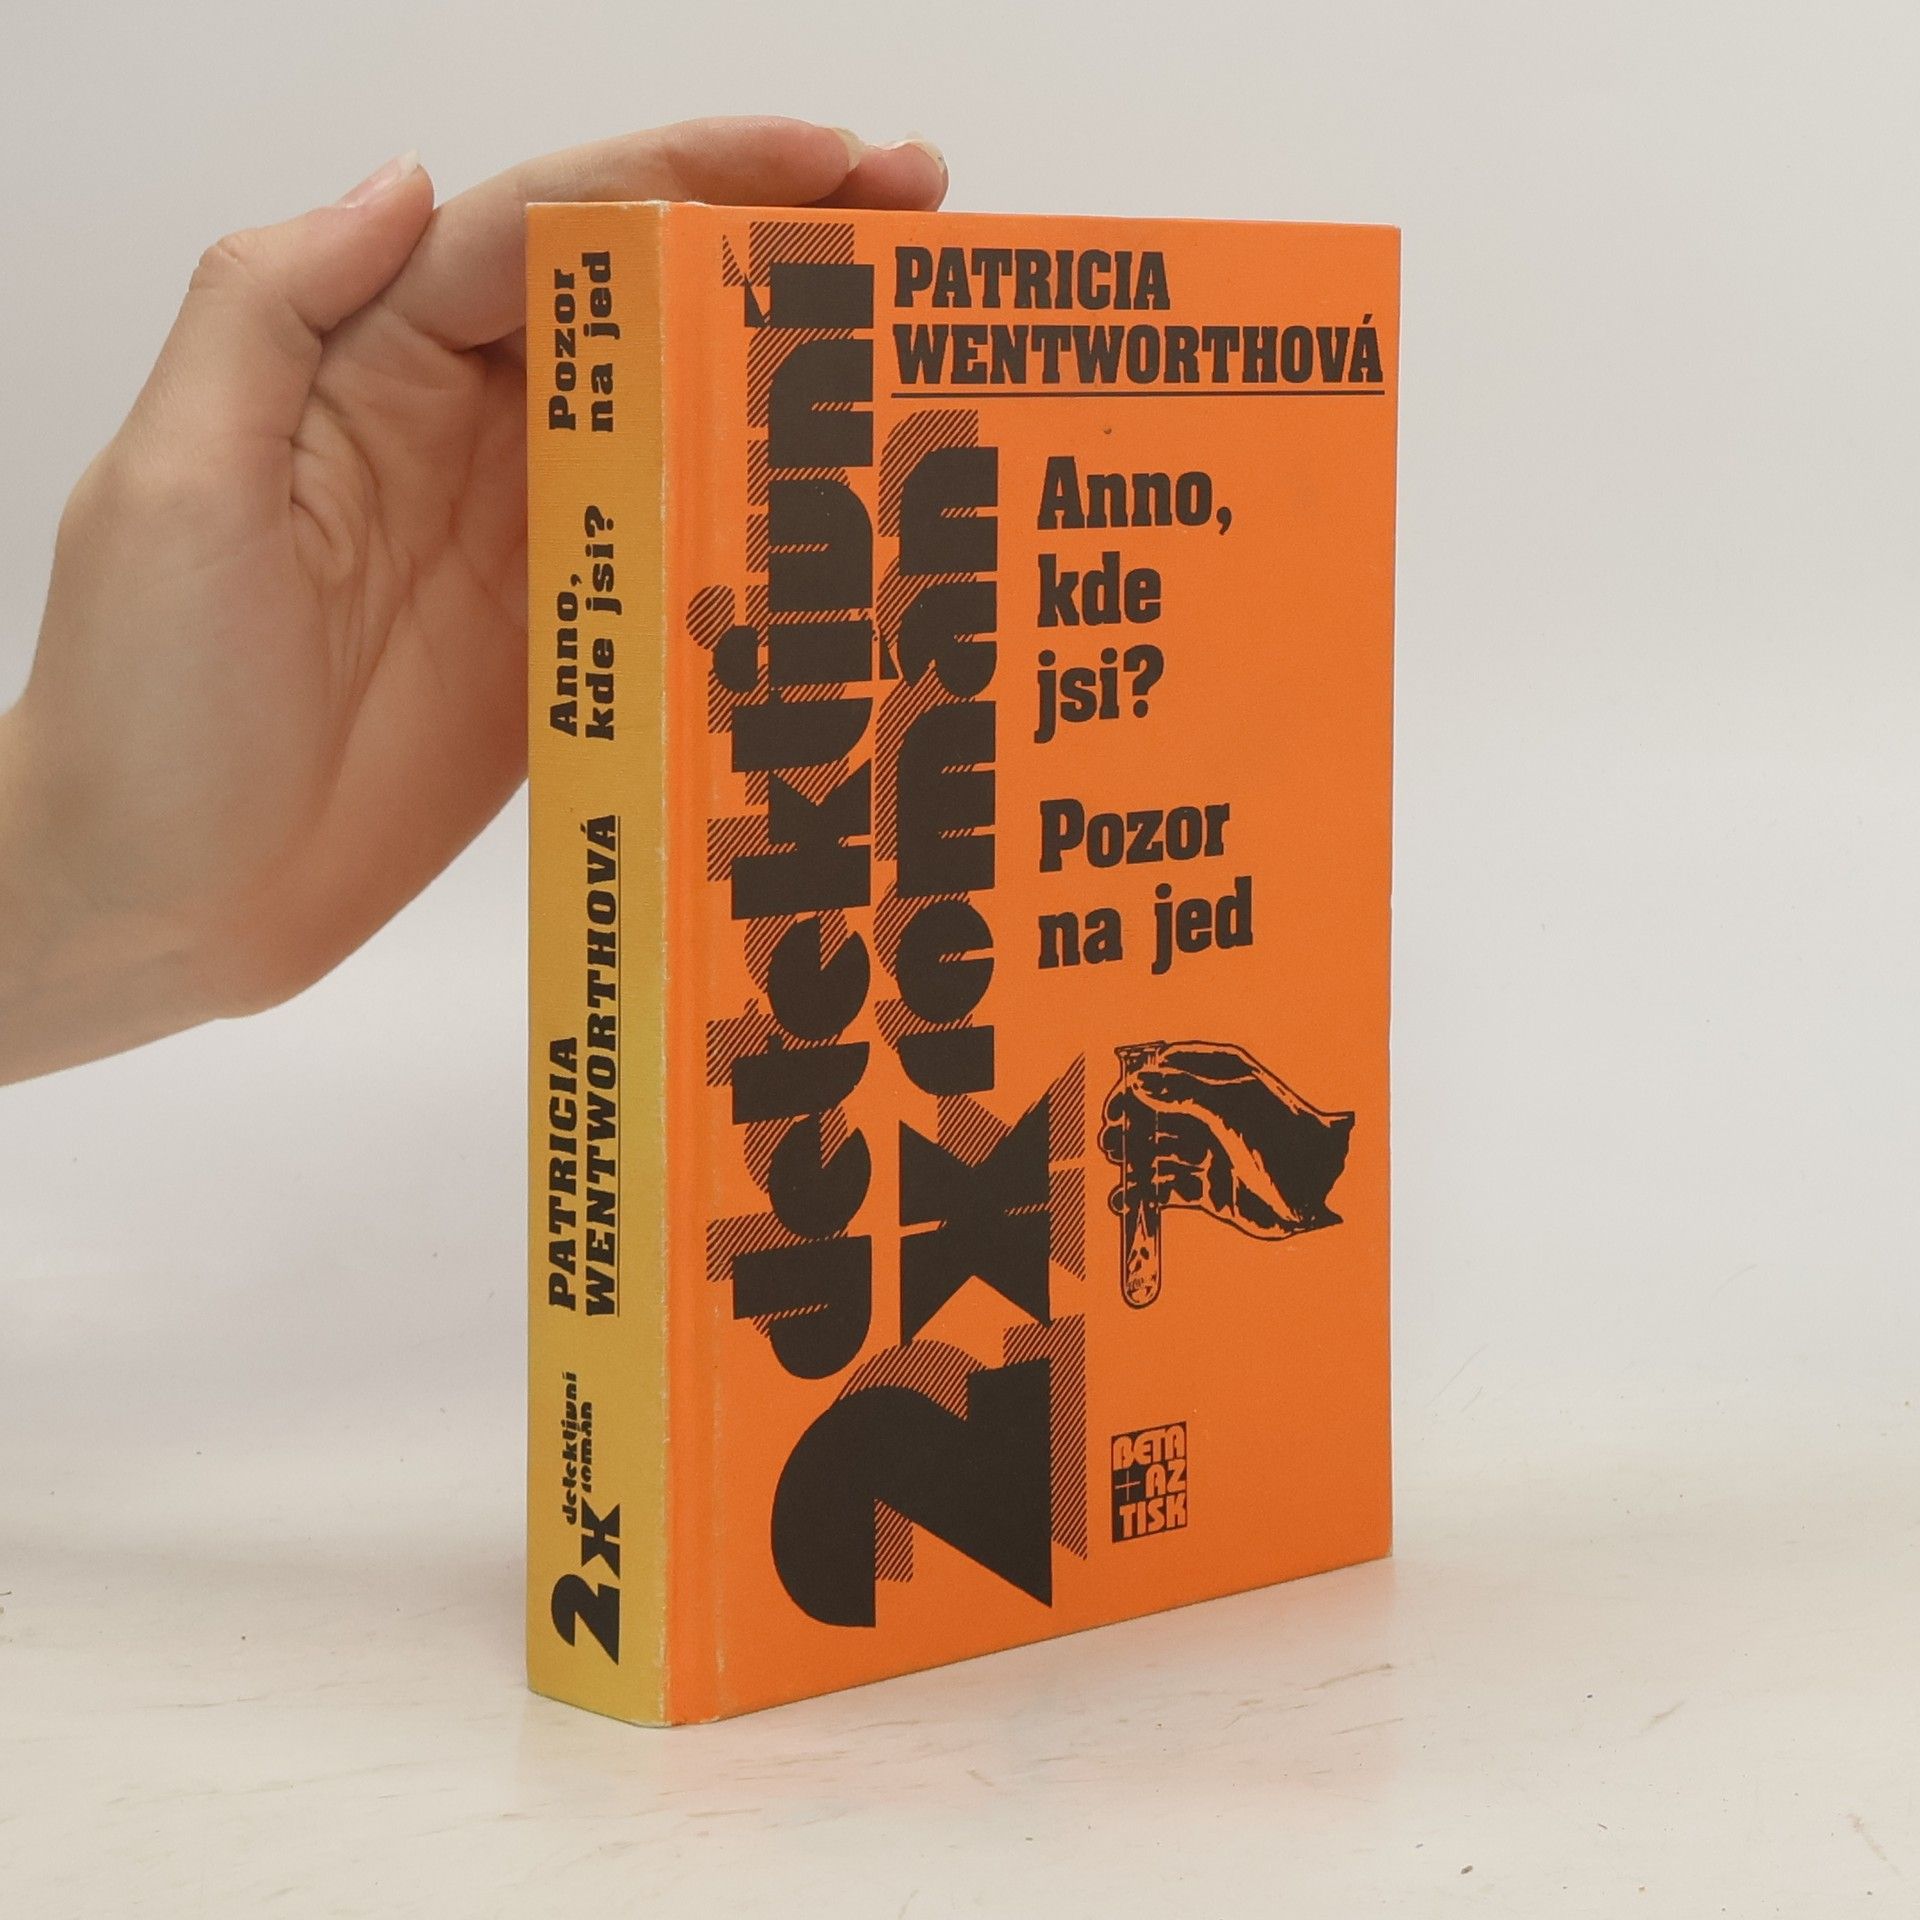 PATRICIA
WENTWORTHOVÁ
Anno,
kde
jsi?
Pozor
na jed
2x
detektivní
román
BETA
+AZ
TISK
2x
detektivní
román
PATRICIA
WENTWORTHOVÁ
Anno,
kde jsi?
Pozor
na jed